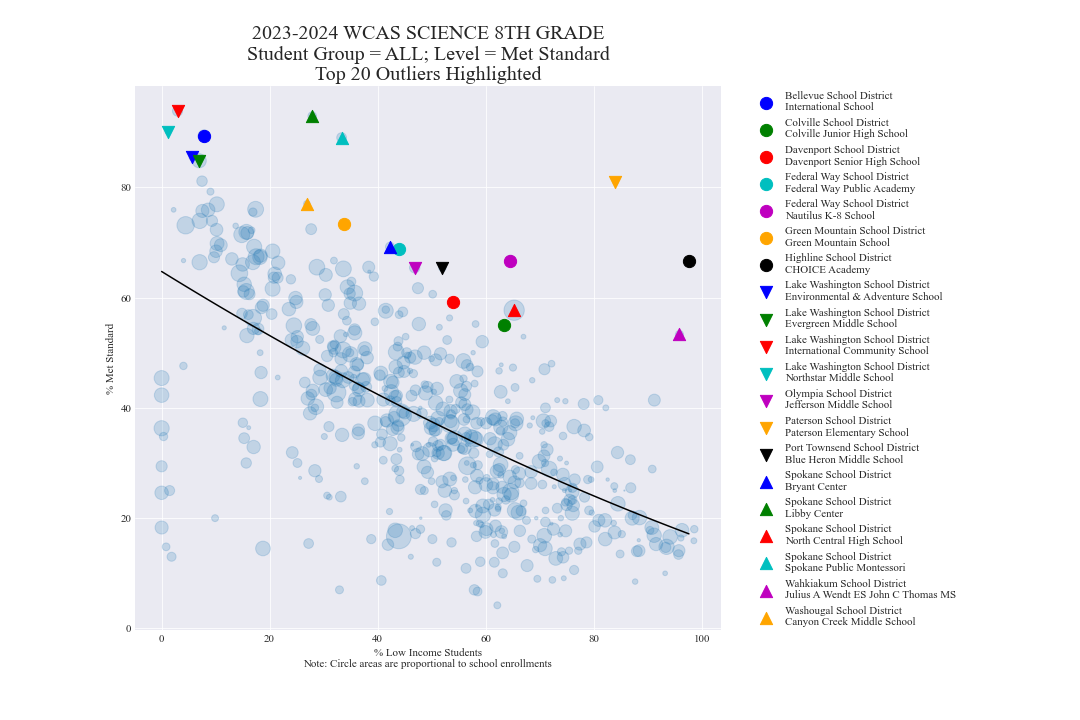 2023-2024 WCAS SCIENCE 8TH GRADE
Student Group = ALL; Level = Met Standard
Top 20 Outliers Highlighted
% Met Standard
80
60
40
20
0
0 20 40 60 80 100
% Low Income Students
Note: Circle areas are proportional to school enrollments
Bellevue School District
International School
Colville School District
Colville Junior High School
Davenport School District
Davenport Senior High School
Federal Way School District
Federal Way Public Academy
Federal Way School District
Nautilus K-8 School
Green Mountain School District
Green Mountain School
Highline School District
CHOICE Academy
Lake Washington School District
Environmental & Adventure School
Lake Washington School District
Evergreen Middle School
Lake Washington School District
International Community School
Lake Washington School District
Northstar Middle School
Olympia School District
Jefferson Middle School
Paterson School District
Paterson Elementary School
Port Townsend School District
Blue Heron Middle School
Spokane School District
Bryant Center
Spokane School District
Libby Center
Spokane School District
North Central High School
Spokane School District
Spokane Public Montessori
Wahkiakum School District
Julius A Wendt ES John C Thomas MS
Washougal School District
Canyon Creek Middle School